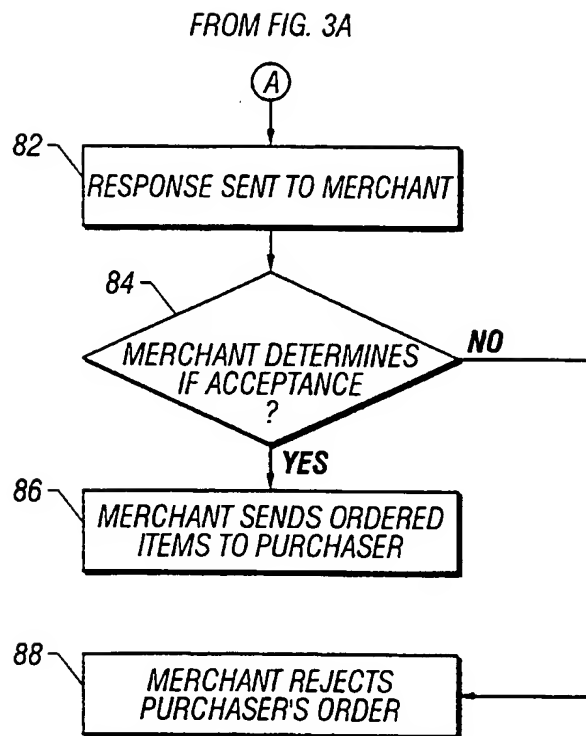 FROM FIG. 3A
A
82
RESPONSE SENT TO MERCHANT
84
MERCHANT DETERMINES
IF ACCEPTANCE
?
NO
YES
86
MERCHANT SENDS ORDERED
ITEMS TO PURCHASER
88
MERCHANT REJECTS
PURCHASER'S ORDER